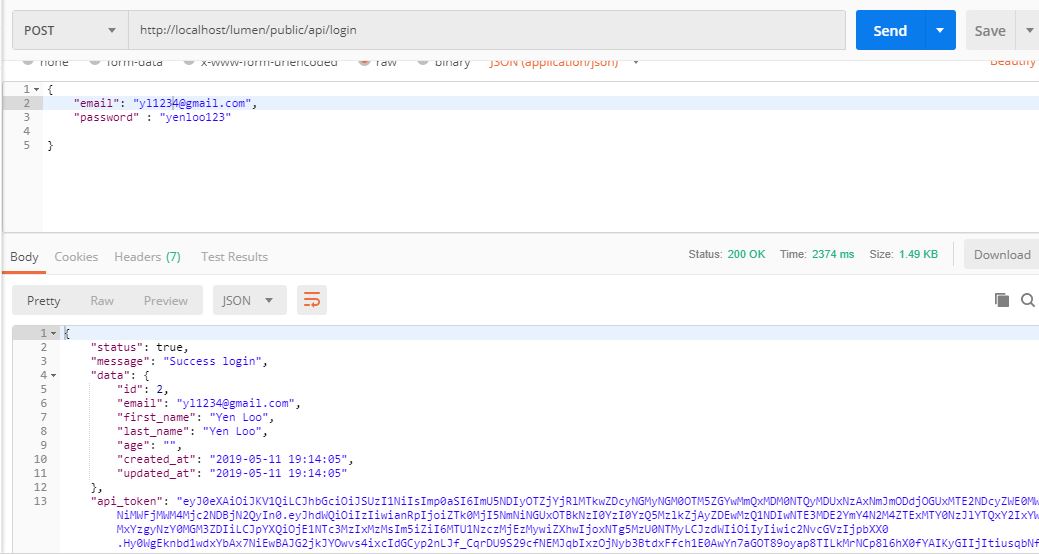 POST http://localhost/lumen/public/api/login Send Save
none form-data x-www-form-urlencoded raw binary JSON (application/json) Beautify
1 {
2 "email": "yl1234@gmail.com",
3 "password" : "yenloo123"
4
5 }
Body Cookies Headers (7) Test Results Status: 200 OK Time: 2374 ms Size: 1.49 KB Download
Pretty Raw Preview JSON
1 {
2 "status": true,
3 "message": "Success login",
4 "data": {
5 "id": 2,
6 "email": "yl1234@gmail.com",
7 "first_name": "Yen Loo",
8 "last_name": "Yen Loo",
9 "age": "",
10 "created_at": "2019-05-11 19:14:05",
11 "updated_at": "2019-05-11 19:14:05"
12 },
13 "api_token":